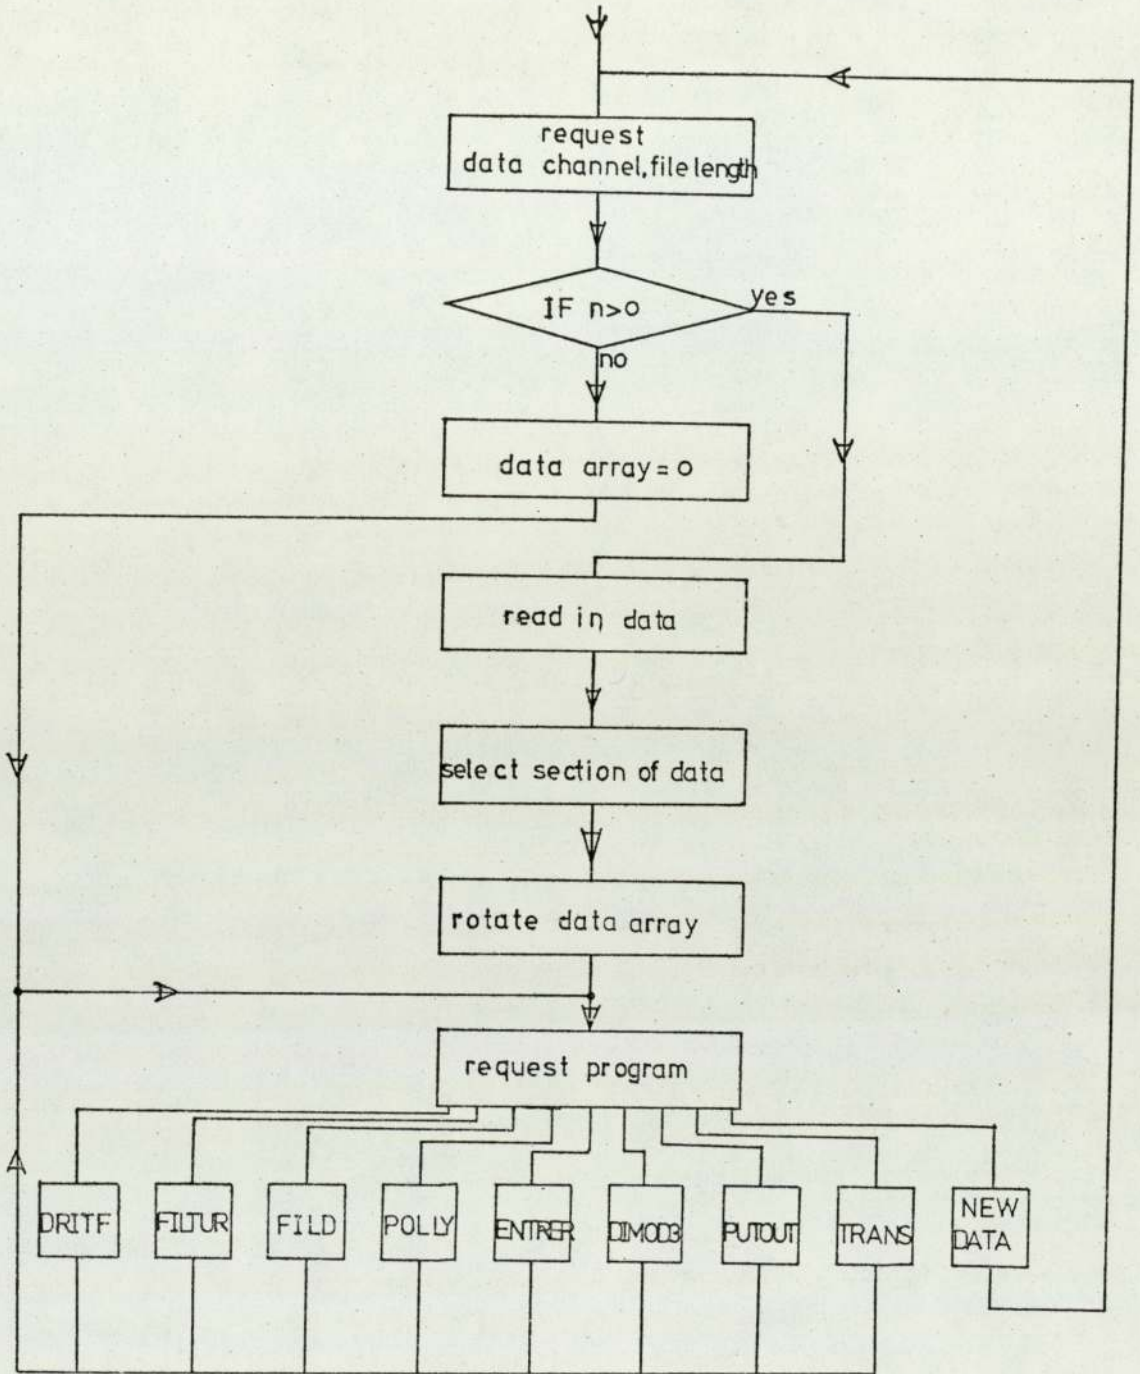 request
data channel,file length
IF n>o
yes
no
data array = o
read in data
select section of data
rotate data array
request program
DRITF
FILTUR
FILD
POLLY
ENTRER
DIMOD3
PUTOUT
TRANS
NEW
DATA